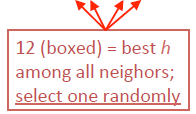 12 (boxed) = best h
among all neighors;
select one randomly